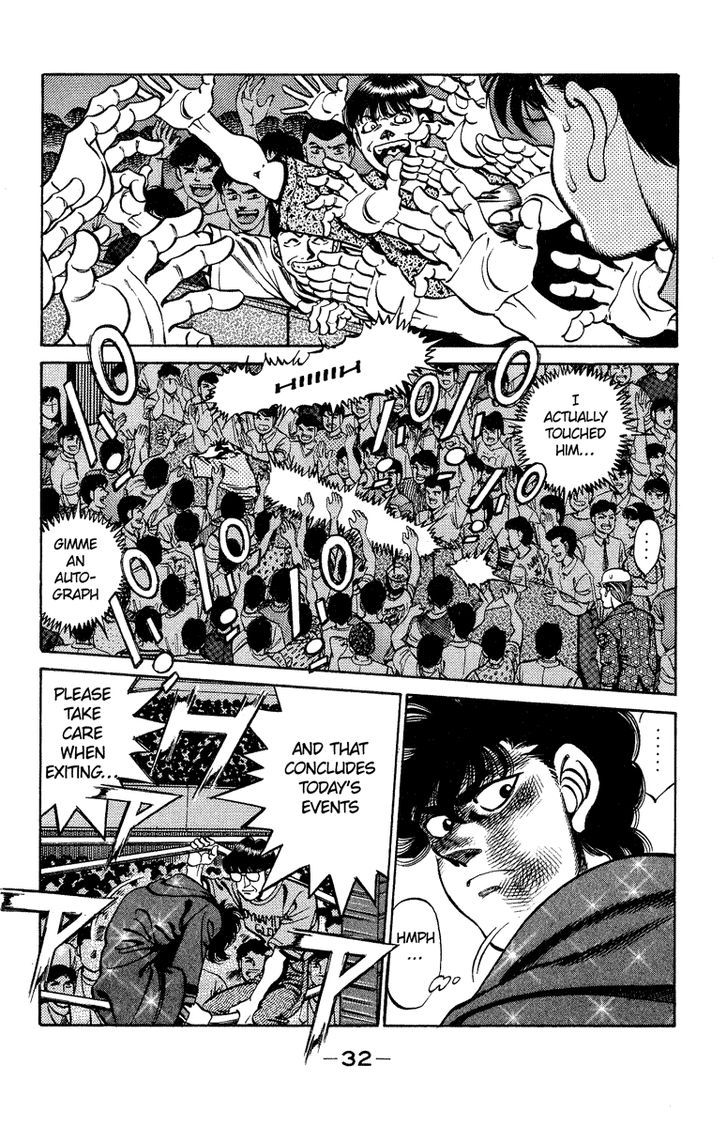 I
ACTUALLY
TOUCHED
HIM...
GIMME
AN
AUTO-
GRAPH
.....
PLEASE
TAKE
CARE
WHEN
EXITING...
AND THAT
CONCLUDES
TODAY'S
EVENTS
......
HMPH
...
DYNAMITE
GLOVE
-32-